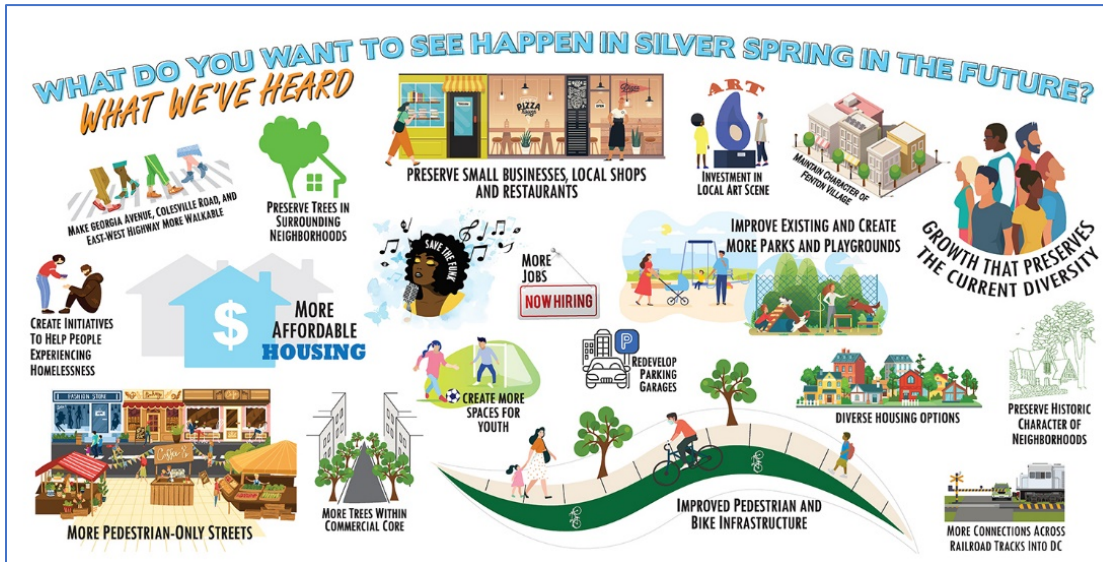 WHAT DO YOU WANT TO SEE HAPPEN IN SILVER SPRING IN THE FUTURE?
WHAT WE'VE HEARD
MAKE GEORGIA AVENUE, COLESVILLE ROAD, AND
EAST-WEST HIGHWAY MORE WALKABLE
PRESERVE TREES IN
SURROUNDING
NEIGHBORHOODS
PIZZA
OPEN
PRESERVE SMALL BUSINESSES, LOCAL SHOPS
AND RESTAURANTS
ART
INVESTMENT IN
LOCAL ART SCENE
MAINTAIN CHARACTER OF
FENTON VILLAGE
GROWTH THAT PRESERVES
THE CURRENT DIVERSITY
CREATE INITIATIVES
TO HELP PEOPLE
EXPERIENCING
HOMELESSNESS
$
MORE
AFFORDABLE
HOUSING
SAVE THE FUNK
MORE
JOBS
NOW HIRING
IMPROVE EXISTING AND CREATE
MORE PARKS AND PLAYGROUNDS
CREATE MORE
SPACES FOR
YOUTH
P
REDEVELOP
PARKING
GARAGES
DIVERSE HOUSING OPTIONS
PRESERVE HISTORIC
CHARACTER OF
NEIGHBORHOODS
FASHION STORE
Coffee
MORE PEDESTRIAN-ONLY STREETS
MORE TREES WITHIN
COMMERCIAL CORE
IMPROVED PEDESTRIAN AND
BIKE INFRASTRUCTURE
MORE CONNECTIONS ACROSS
RAILROAD TRACKS INTO DC